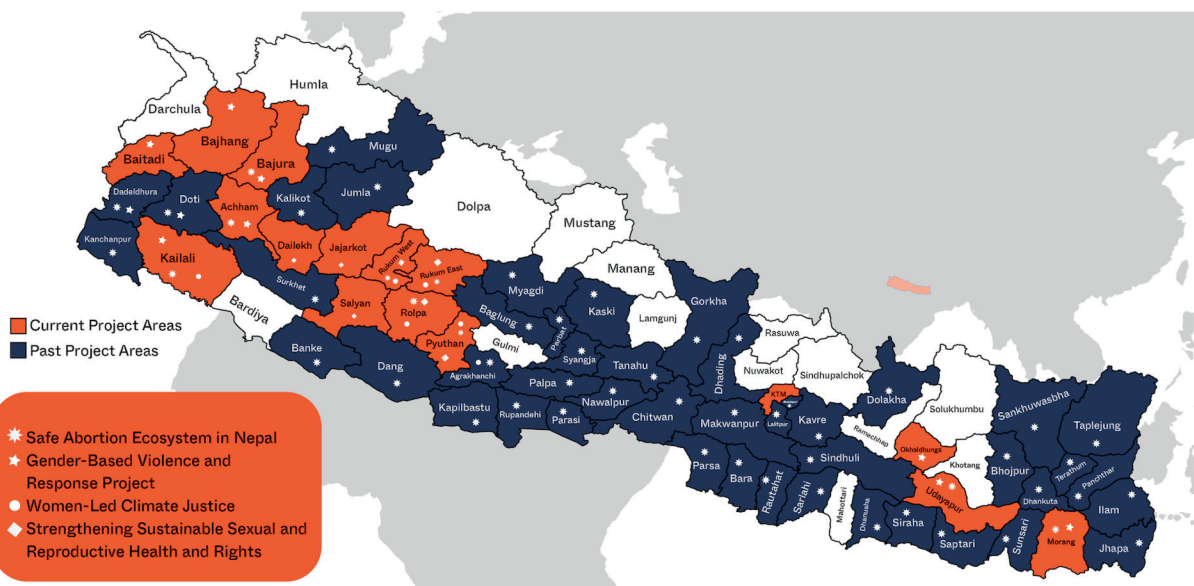 Humla
Darchula
Bajhang
Mugu
Baitadi
Bajura
Dadeldhura
Doti
Kalikot
Jumla
Achham
Dolpa
Kanchanpur
Mustang
Kailali
Dailekh
Jajarkot
Rukum West
Rukum East
Manang
Surkhet
Myagdi
Gorkha
Bardiya
Salyan
Rolpa
Baglung
Parbat
Kaski
Lamgunj
Current Project Areas
Past Project Areas
Rasuwa
Banke
Pyuthan
Gulmi
Syangja
Tanahu
Dhading
Nuwakot
Sindhupalchok
Dang
Agrakhanchi
Palpa
Nawalpur
KTM
Dolakha
Solukhumbu
Sankhuwasbha
Taplejung
Kapilbastu
Rupandehi
Parasi
Chitwan
Makwanpur
Lalitpur
Kavre
Ramechhap
Okhaldhunga
Khotang
Bhojpur
Terathum
Panchthar
Parsa
Bara
Rautahat
Sarlahi
Sindhuli
Mahottari
Dhanusha
Siraha
Udayapur
Dhankuta
Ilam
Saptari
Sunsari
Morang
Jhapa
Safe Abortion Ecosystem in Nepal
Gender-Based Violence and
Response Project
Women-Led Climate Justice
Strengthening Sustainable Sexual and
Reproductive Health and Rights